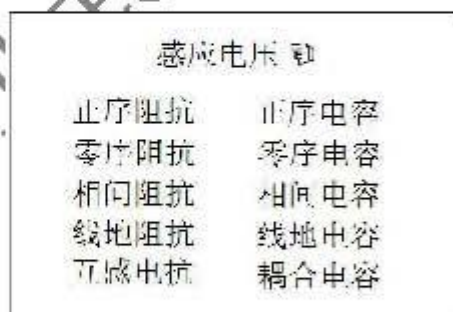 感应电压
正序阻抗 正序电容
零序阻抗 零序电容
相间阻抗 相间电容
线地阻抗 线地电容
互感电抗 耦合电容